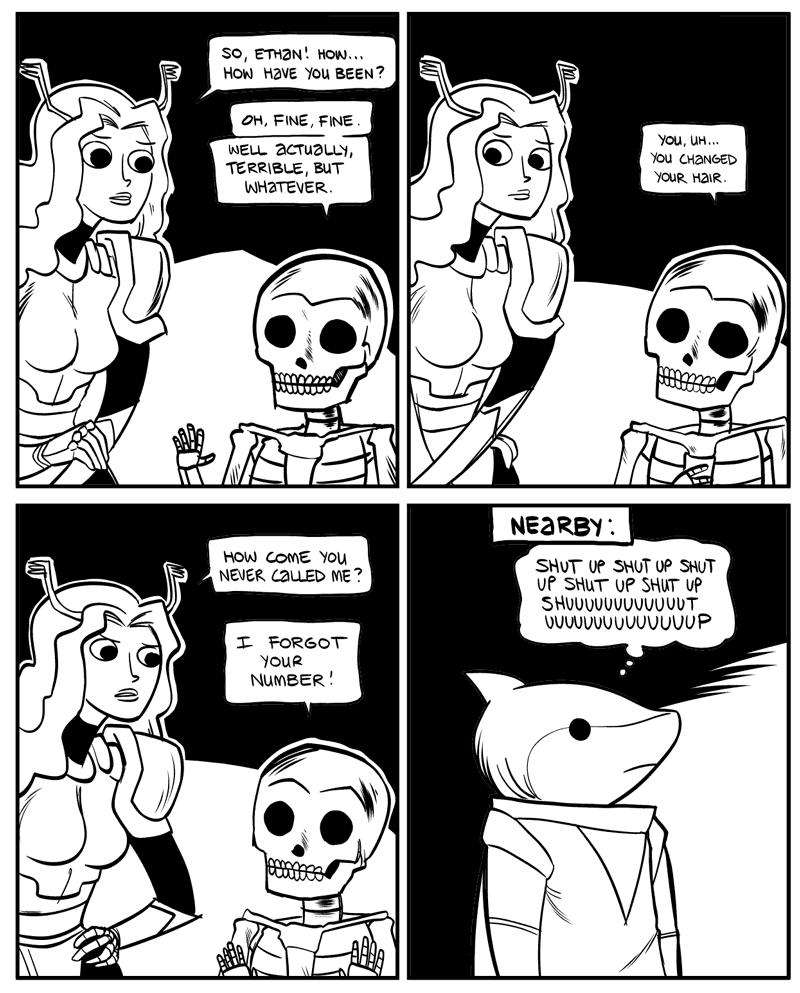 SO, ETHAN! HOW...
HOW HAVE YOU BEEN?
OH, FINE, FINE.
WELL ACTUALLY,
TERRIBLE, BUT
WHATEVER.
YOU, UH...
YOU CHANGED
YOUR HAIR.
HOW COME YOU
NEVER CALLED ME?
I FORGOT
YOUR
NUMBER!
NEARBY:
SHUT UP SHUT UP SHUT
UP SHUT UP SHUT UP
SHUUUUUUUUUUUUT
UUUUUUUUUUUUUUP